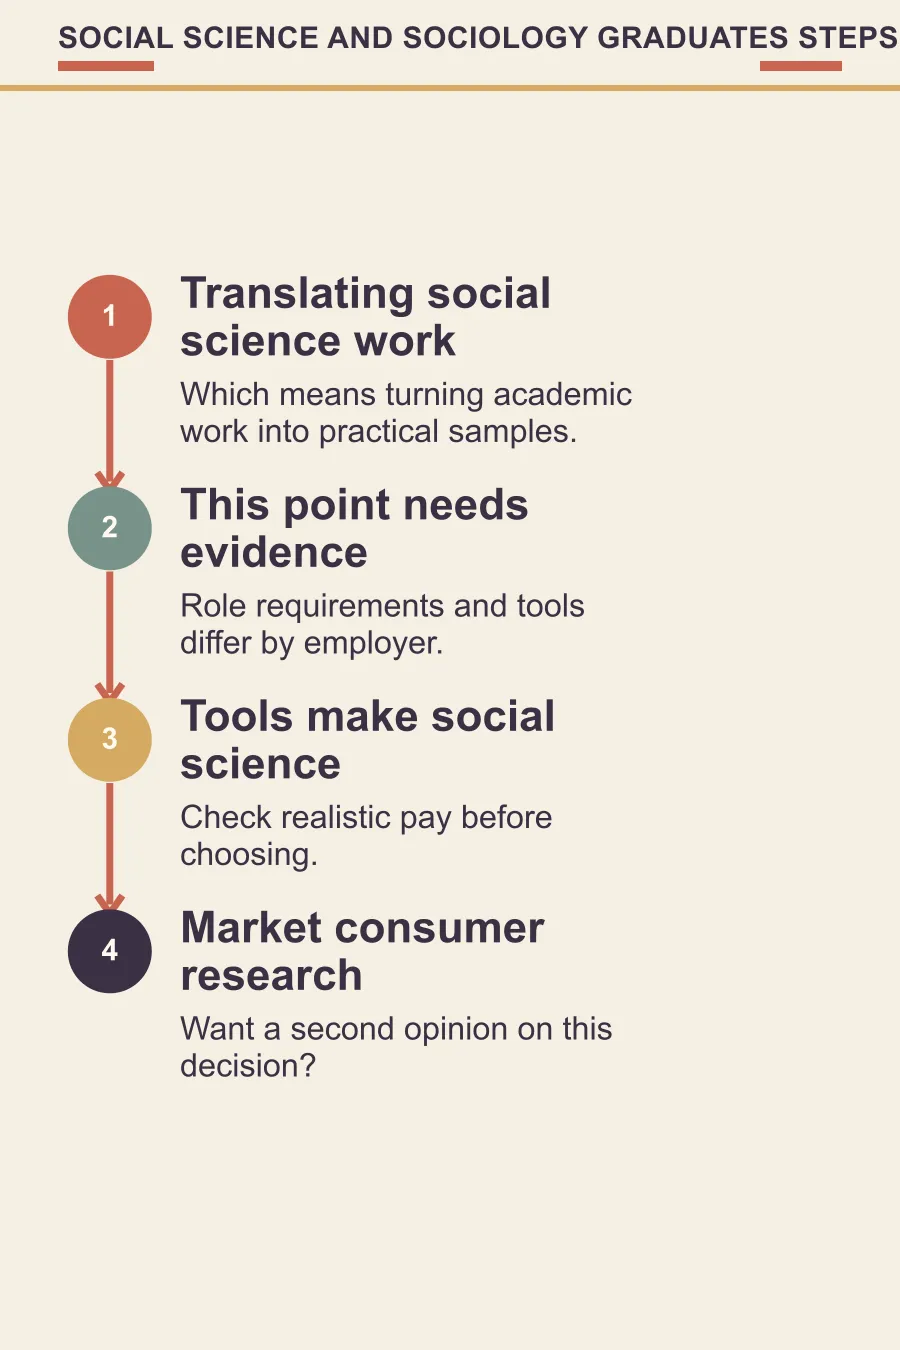 SOCIAL SCIENCE AND SOCIOLOGY GRADUATES STEPS
1
Translating social
science work
Which means turning academic
work into practical samples.
2
This point needs
evidence
Role requirements and tools
differ by employer.
3
Tools make social
science
Check realistic pay before
choosing.
4
Market consumer
research
Want a second opinion on this
decision?